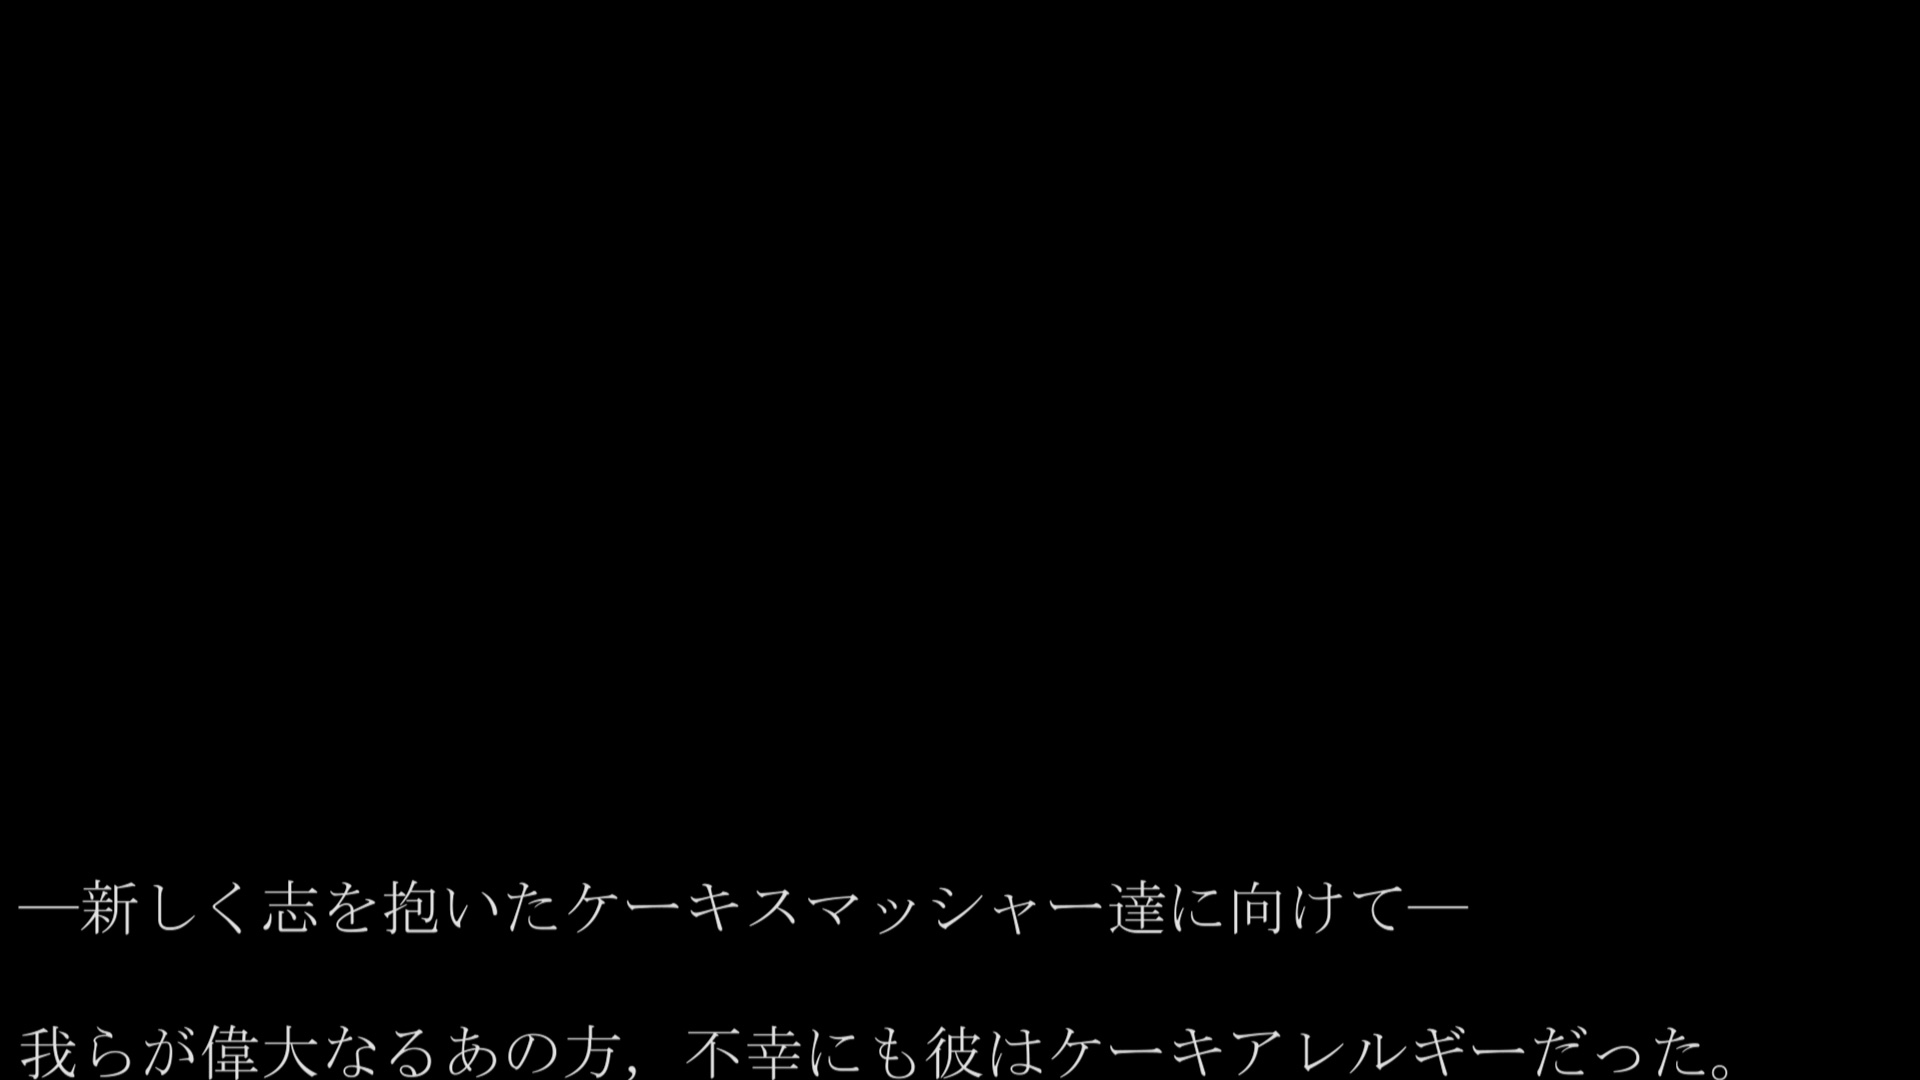 ―新しく志を抱いたケーキスマッシャー達に向けて―
我らが偉大なるあの方，不幸にも彼はケーキアレルギーだった。